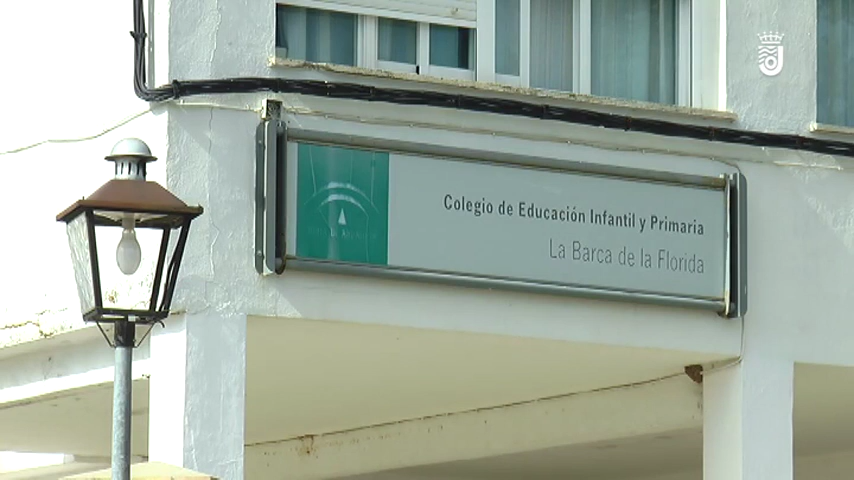 Colegio de Educación Infantil y Primaria
La Barca de la Florida